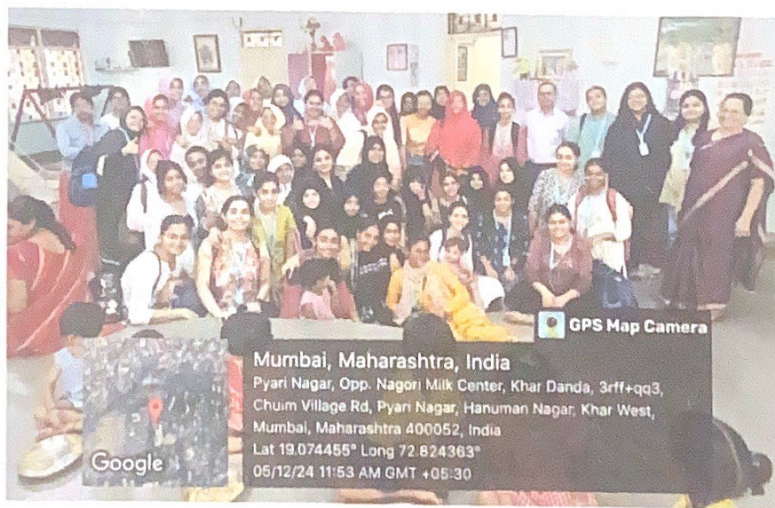 GPS Map Camera
Mumbai, Maharashtra, India
Pyari Nagar, Opp. Nagori Milk Center, Khar Danda, 3rff+qq3,
Chuim Village Rd, Pyari Nagar, Hanuman Nagar, Khar West,
Mumbai, Maharashtra 400052, India
Lat 19.074455° Long 72.824363°
05/12/24 11:53 AM GMT +05:30
Google